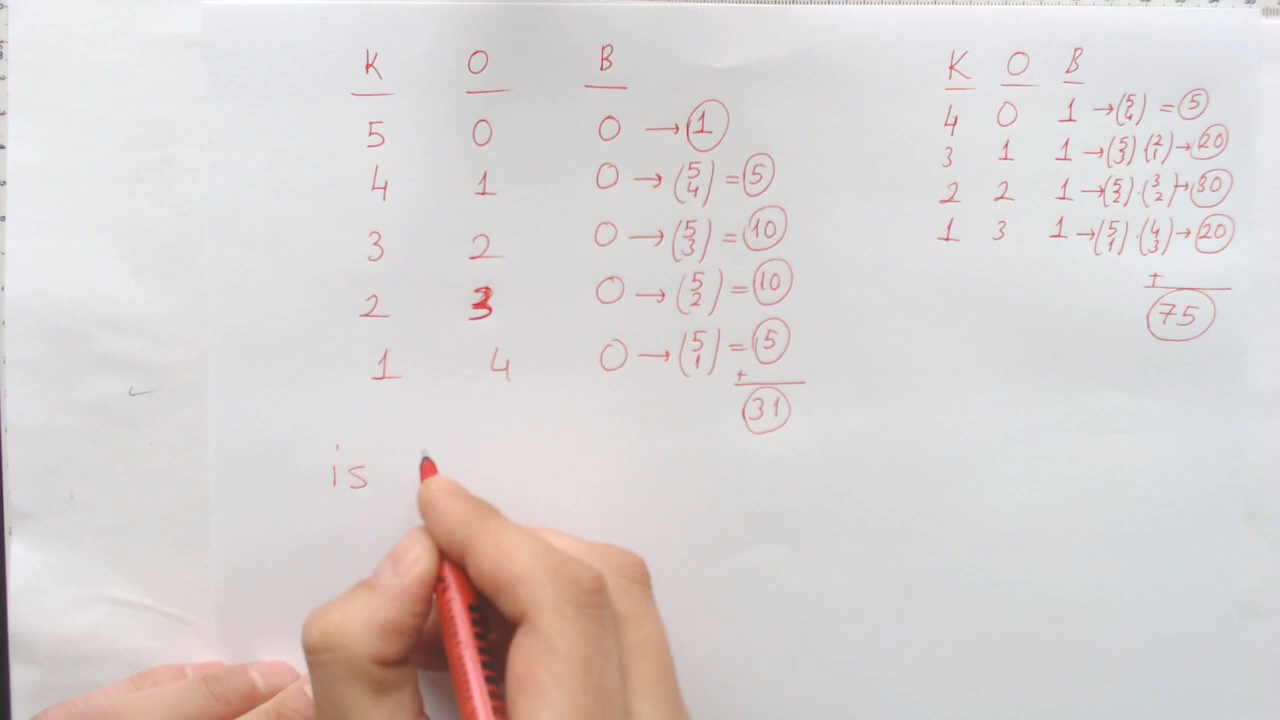 K O B
5 0 0 → 1
4 1 0 → (5 4) = 5
3 2 0 → (5 3) = 10
2 3 0 → (5 2) = 10
1 4 0 → (5 1) = 5
+
31
is
K O B
4 0 1 → (5 4) = 5
3 1 1 → (5 3) (2 1) → 20
2 2 1 → (5 2) · (3 2) → 30
1 3 1 → (5 1) · (4 3) → 20
+
75